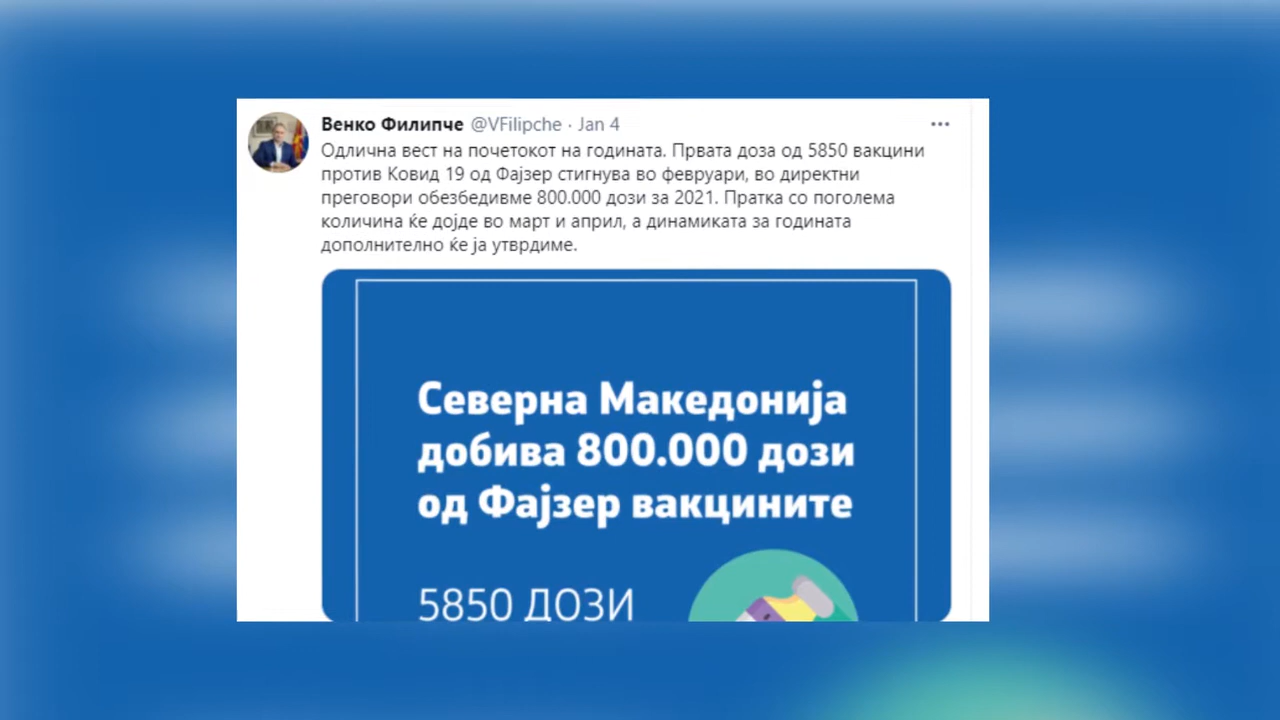 Венко Филипче @VFilipche · Jan 4
Одлична вест на почетокот на годината. Првата доза од 5850 вакцини
против Ковид 19 од Фајзер стигнува во февруари, во директни
преговори обезбедивме 800.000 дози за 2021. Пратка со поголема
количина ќе дојде во март и април, а динамиката за годината
дополнително ќе ја утврдиме.
Северна Македонија
добива 800.000 дози
од Фајзер вакцините
5850 ДОЗИ